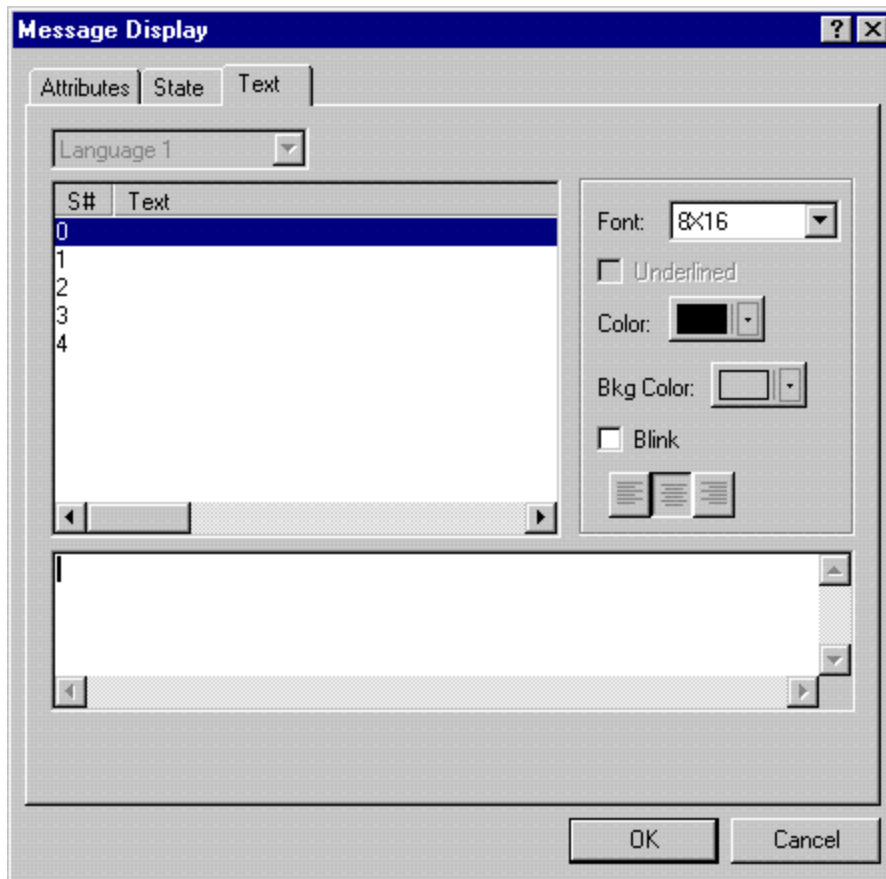 Message Display
Attributes State Text
Language 1
S# Text
0
1
2
3
4
Font: 8X16
Underlined
Color:
Bkg Color:
Blink
OK Cancel